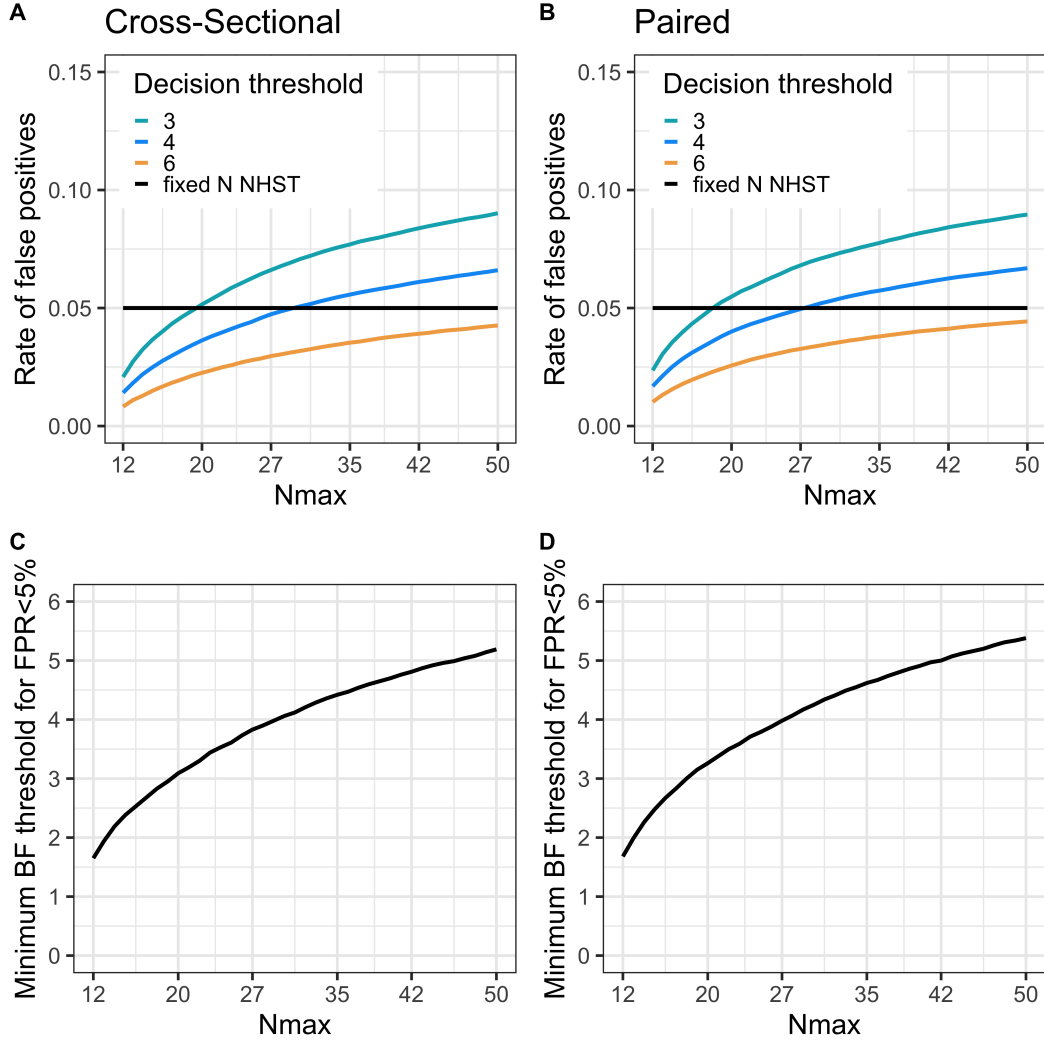 A
Cross-Sectional
Rate of false positives
0.15
0.10
0.05
0.00
Decision threshold
3
4
6
fixed N NHST
12 20 27 35 42 50
Nmax
B
Paired
Rate of false positives
0.15
0.10
0.05
0.00
Decision threshold
3
4
6
fixed N NHST
12 20 27 35 42 50
Nmax
C
Minimum BF threshold for FPR<5%
6
5
4
3
2
1
0
12 20 27 35 42 50
Nmax
D
Minimum BF threshold for FPR<5%
6
5
4
3
2
1
0
12 20 27 35 42 50
Nmax